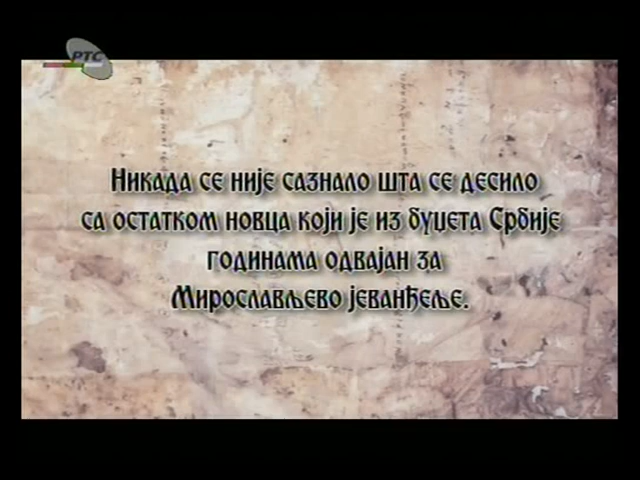 РТС
Никада се није сазнало шта се десило
са остатком новца који је из буџета Србије
годинама одвајан за
Мирослављево јеванђеље.